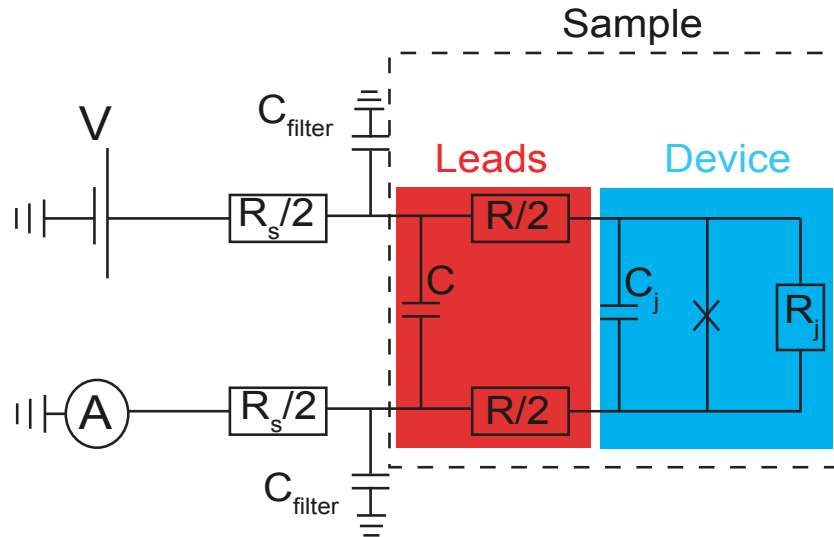 Sample
V
C_filter
Leads
Device
R_s/2
R/2
C
C_j
R_j
A
R_s/2
R/2
C_filter